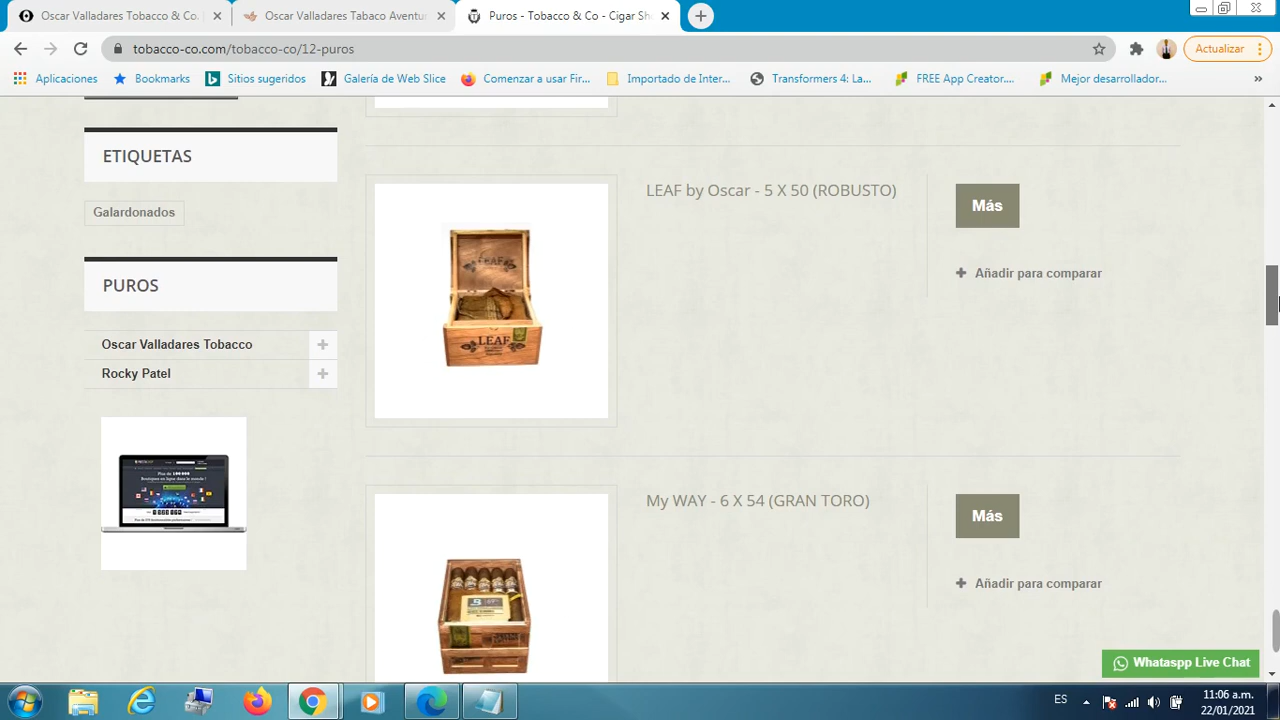 Oscar Valladares Tobacco & Co.
Oscar Valladares Tabaco Aventu
Puros - Tobacco & Co - Cigar Sh
tobacco-co.com/tobacco-co/12-puros
Actualizar
Aplicaciones
Bookmarks
Sitios sugeridos
Galería de Web Slice
Comenzar a usar Fir...
Importado de Inter...
Transformers 4: La...
FREE App Creator....
Mejor desarrollador...
»
ETIQUETAS
Galardonados
PUROS
Oscar Valladares Tobacco
Rocky Patel
LEAF by Oscar - 5 X 50 (ROBUSTO)
Más
Añadir para comparar
LEAF
LEAF
My WAY - 6 X 54 (GRAN TORO)
Más
Añadir para comparar
Whataspp Live Chat
ES
11:06 a.m.
22/01/2021